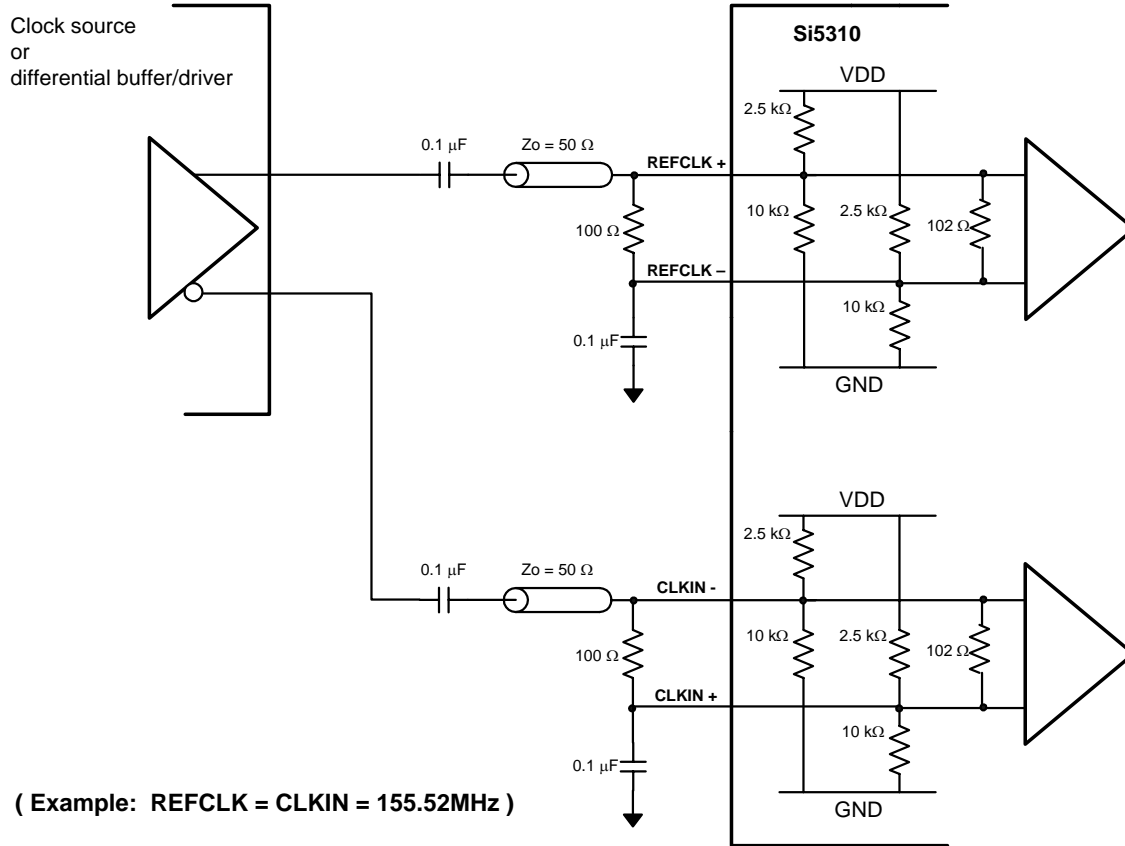 Clock source
or
differential buffer/driver
Si5310
VDD
2.5 kΩ
0.1 μF
Zo = 50 Ω
REFCLK +
100 Ω
10 kΩ
2.5 kΩ
102 Ω
REFCLK –
10 kΩ
0.1 μF
GND
VDD
2.5 kΩ
0.1 μF
Zo = 50 Ω
CLKIN -
100 Ω
10 kΩ
2.5 kΩ
102 Ω
CLKIN +
10 kΩ
0.1 μF
GND
( Example: REFCLK = CLKIN = 155.52MHz )